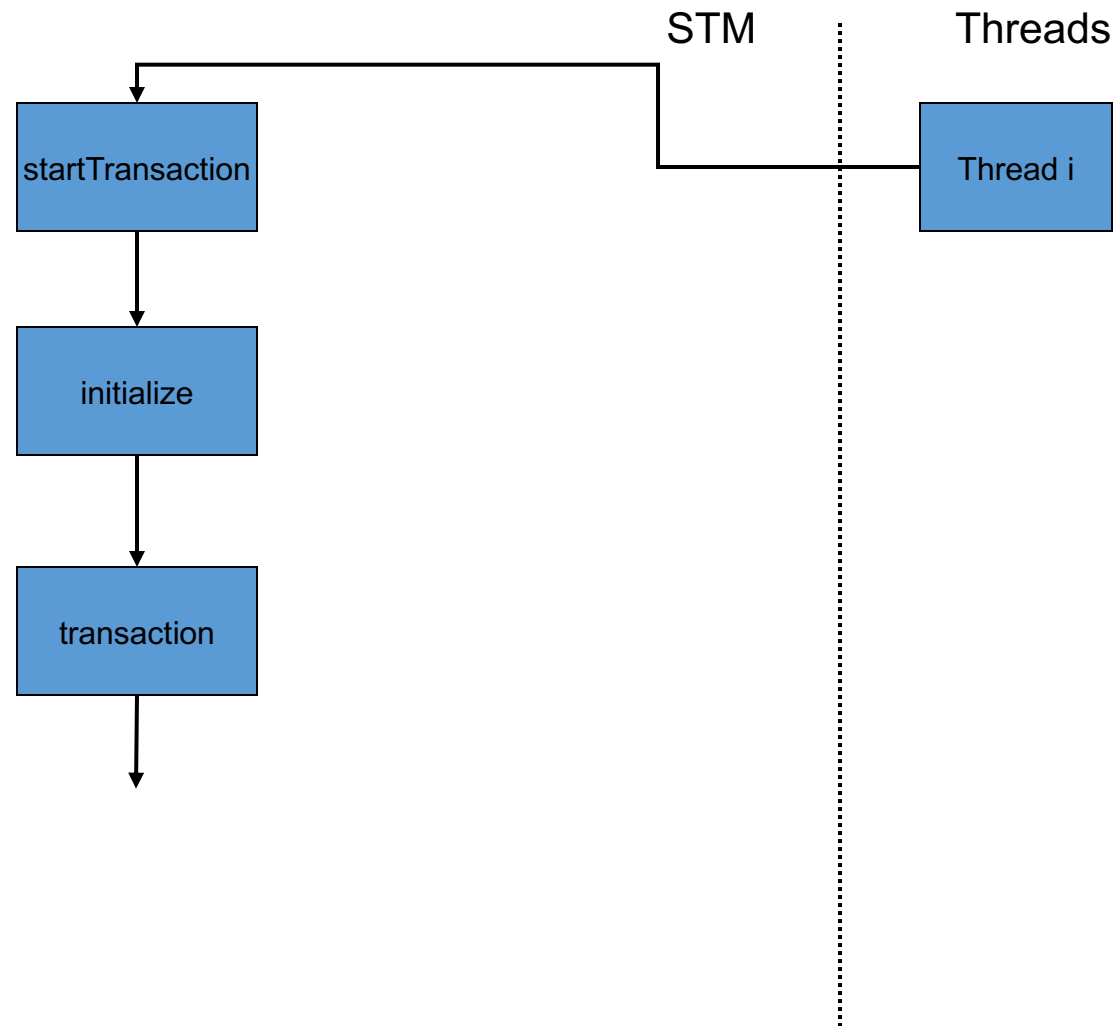 STM
Threads
startTransaction
Thread i
initialize
transaction